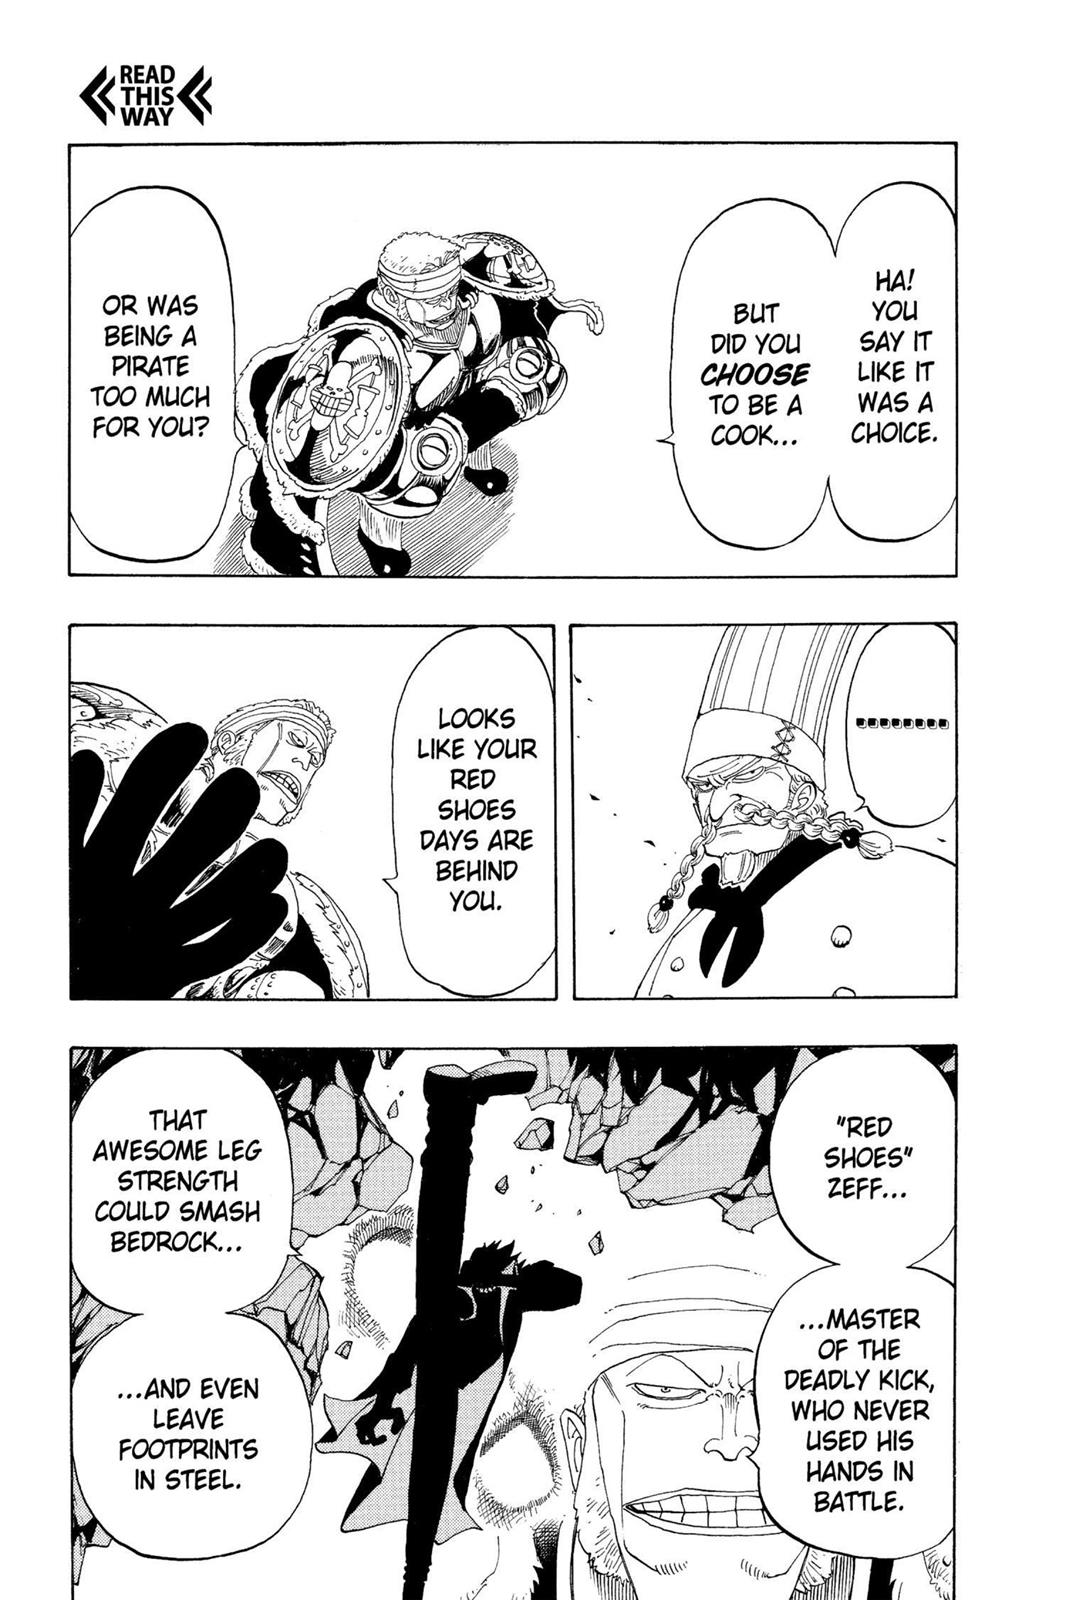 READ
THIS
WAY
HA!
YOU
SAY IT
LIKE IT
WAS A
CHOICE.
BUT
DID YOU
CHOOSE
TO BE A
COOK...
OR WAS
BEING A
PIRATE
TOO MUCH
FOR YOU?
........
LOOKS
LIKE YOUR
RED
SHOES
DAYS ARE
BEHIND
YOU.
"RED
SHOES"
ZEFF...
...MASTER
OF THE
DEADLY KICK,
WHO NEVER
USED HIS
HANDS IN
BATTLE.
THAT
AWESOME LEG
STRENGTH
COULD SMASH
BEDROCK...
...AND EVEN
LEAVE
FOOTPRINTS
IN STEEL.